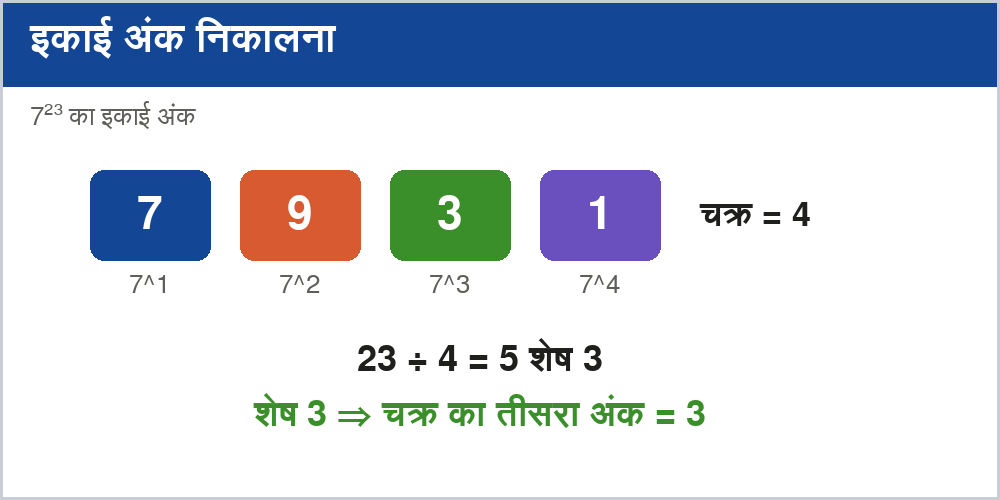 इकाई अंक निकालना
7²³ का इकाई अंक
7 9 3 1 चक्र = 4
7^1 7^2 7^3 7^4
23 ÷ 4 = 5 शेष 3
शेष 3 ⇒ चक्र का तीसरा अंक = 3